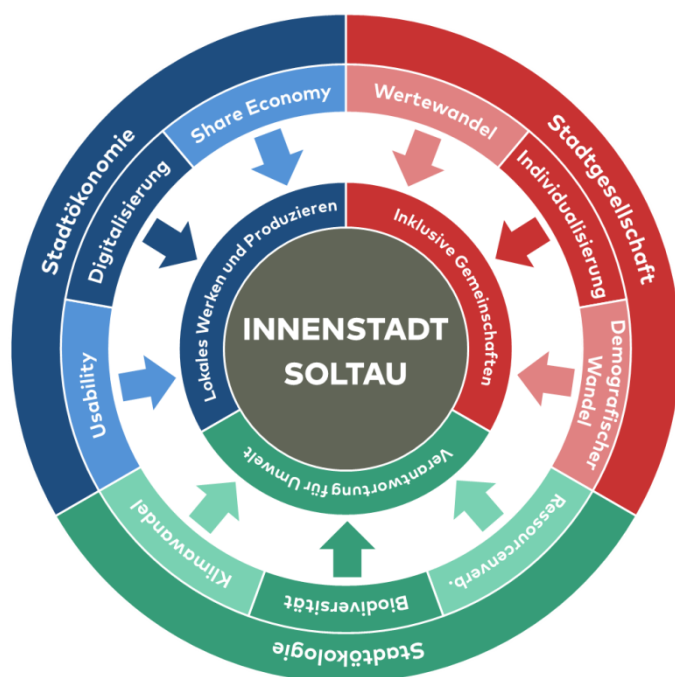 Stadtökonomie
Stadtgesellschaft
Stadtökologie
Share Economy
Wertewandel
Individualisierung
Demografischer
Wandel
Ressourcenverb.
Biodiversität
Klimawandel
Usability
Digitalisierung
Lokales Werken und Produzieren
Inklusive Gemeinschaften
Verantwortung für Umwelt
INNENSTADT
SOLTAU